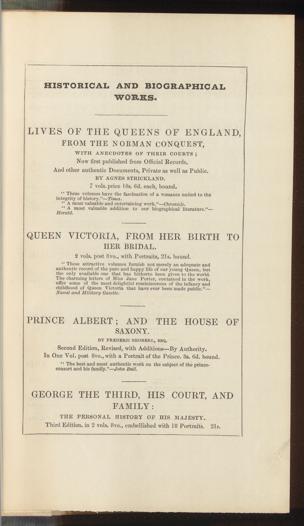 HISTORICAL AND BIOGRAPHICAL
WORKS.
LIVES OF THE QUEENS OF ENGLAND,
FROM THE NORMAN CONQUEST,
WITH ANECDOTES OF THEIR COURTS;
Now first published from Official Records,
And other authentic Documents, Private as well as Public.
BY AGNES STRICKLAND.
7 vols. price 10s. 6d. each, bound.
"These volumes have the fascination of a romance united to the
integrity of history."—Times.
"A most valuable and entertaining work."—Chronicle.
"A most valuable addition to our biographical literature."—
Herald.
QUEEN VICTORIA, FROM HER BIRTH TO
HER BRIDAL.
2 vols. post 8vo., with Portraits, 21s. bound.
"These attractive volumes furnish not merely an adequate and
authentic record of the pure and happy life of our young Queen, but
the only available one that has hitherto been given to the world.
The charming letters of Miss Jane Porter, contained in the work,
offer some of the most delightful reminiscences of the infancy and
childhood of Queen Victoria that have ever been made public."—
Naval and Military Gazette.
PRINCE ALBERT; AND THE HOUSE OF
SAXONY.
BY FREDERIC SHOBERL, ESQ.
Second Edition, Revised, with Additions—By Authority.
In One Vol. post 8vo., with a Portrait of the Prince. 8s. 6d. bound.
"The best and most authentic work on the subject of the prince-
consort and his family."—John Bull.
GEORGE THE THIRD, HIS COURT, AND
FAMILY:
THE PERSONAL HISTORY OF HIS MAJESTY.
Third Edition. in 2 vols. 8vo., embellished with 18 Portraits. 21s.